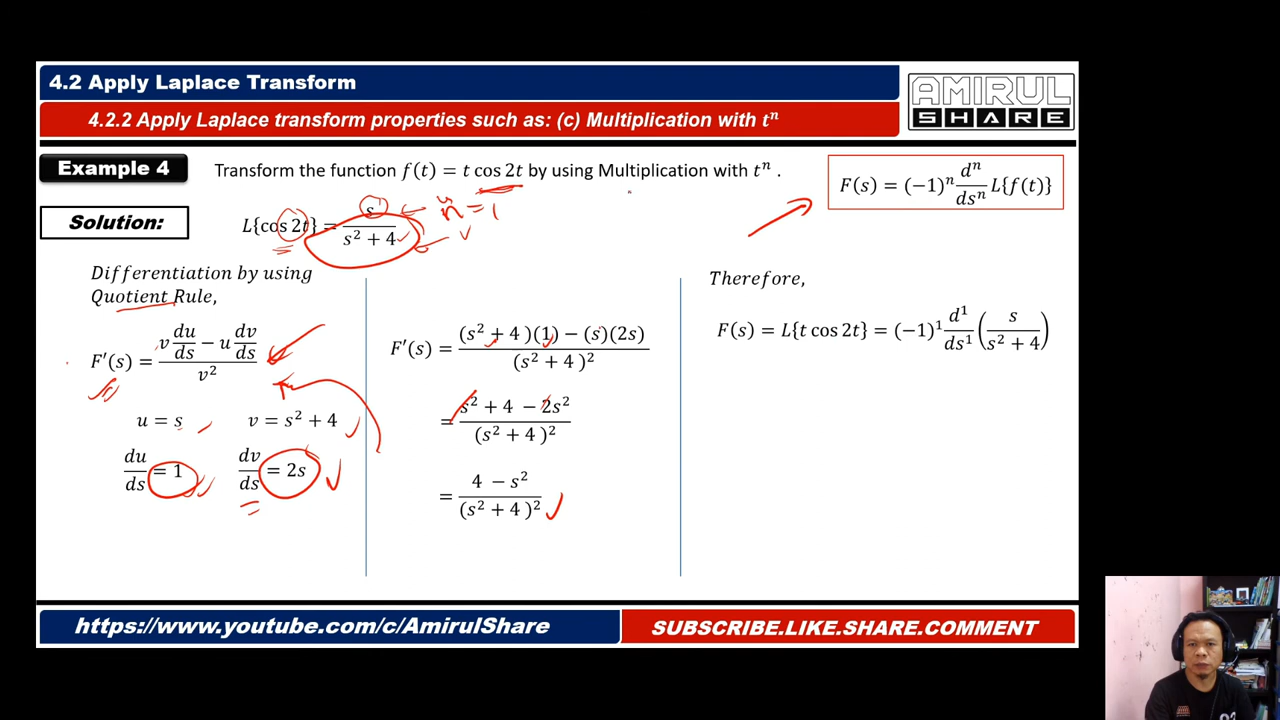 4.2 Apply Laplace Transform
4.2.2 Apply Laplace transform properties such as: (c) Multiplication with tⁿ
AMIRUL
SHARE
Example 4
Transform the function f(t) = t cos 2t by using Multiplication with tⁿ .
F(s) = (−1)ⁿ dⁿ/dsⁿ L{f(t)}
Solution:
L{cos 2t} = s/(s² + 4)
u
n = 1
v
Differentiation by using
Quotient Rule,
F′(s) = (v du/ds − u dv/ds)/v²
u = s v = s² + 4
du/ds = 1 dv/ds = 2s
F′(s) = ((s² + 4 )(1) − (s)(2s))/(s² + 4 )²
= (s² + 4 − 2s²)/(s² + 4 )²
= (4 − s²)/(s² + 4 )²
Therefore,
F(s) = L{t cos 2t} = (−1)¹ d¹/ds¹ (s/(s² + 4))
https://www.youtube.com/c/AmirulShare
SUBSCRIBE.LIKE.SHARE.COMMENT